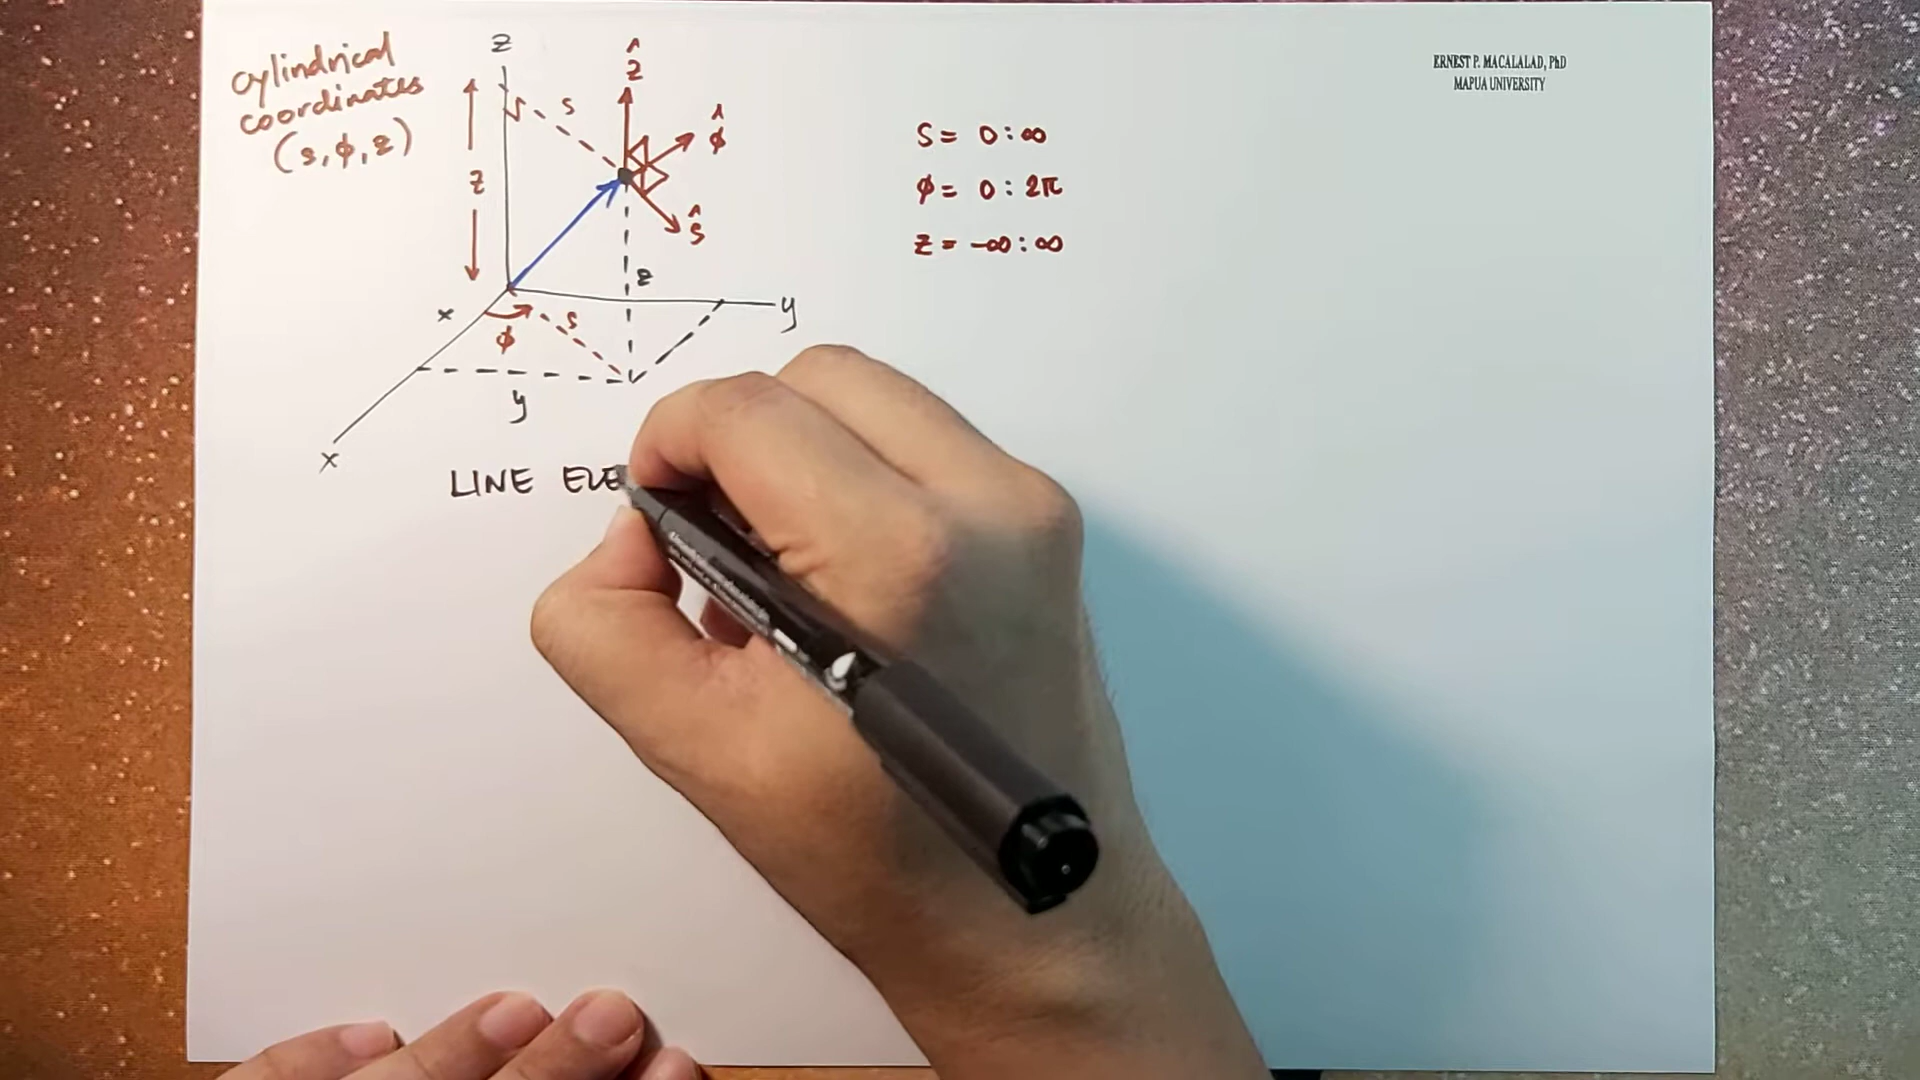 cylindrical
coordinates
(s, φ, z)
z
z
s
ẑ
φ̂
ŝ
z
x
φ
s
y
y
x
s = 0 : ∞
φ = 0 : 2π
z = -∞ : ∞
ERNEST P. MACALALAD, PhD
MAPUA UNIVERSITY
LINE ELE